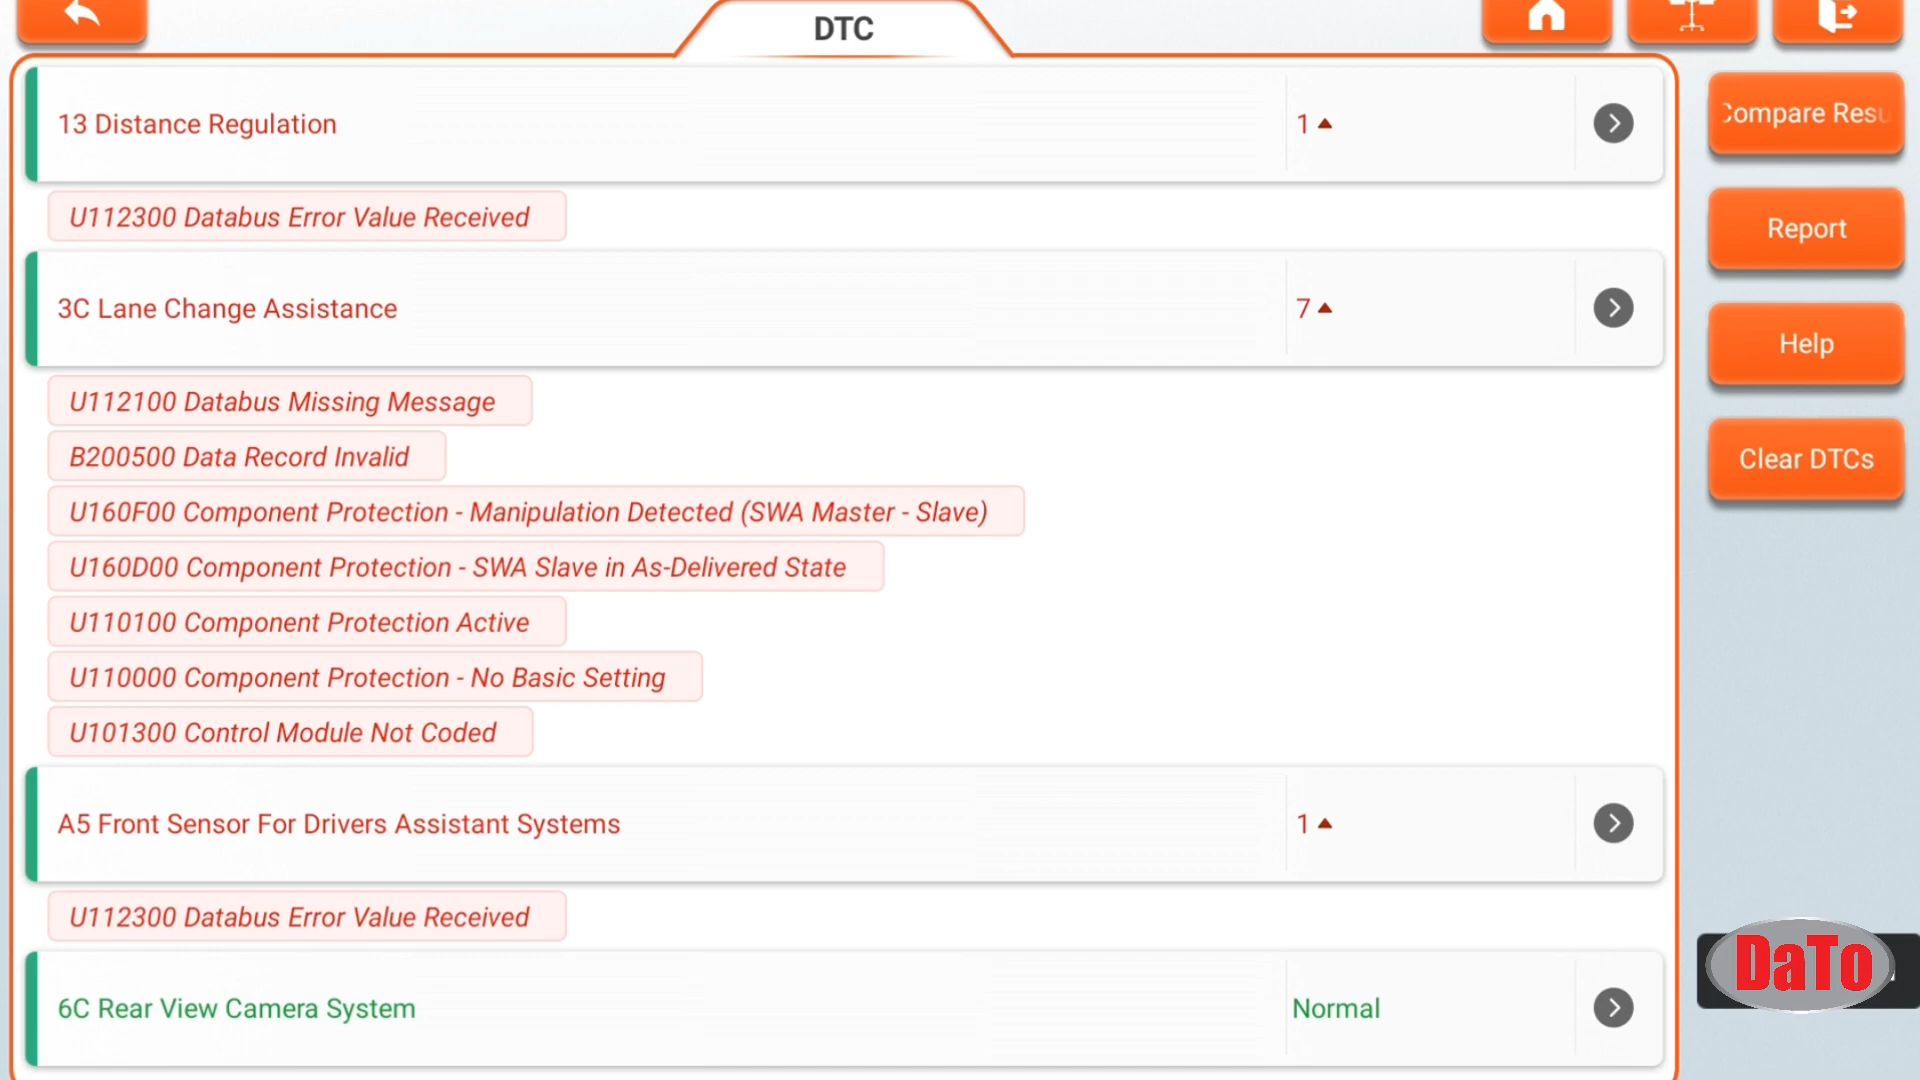 DTC
13 Distance Regulation
1
U112300 Databus Error Value Received
3C Lane Change Assistance
7
U112100 Databus Missing Message
B200500 Data Record Invalid
U160F00 Component Protection - Manipulation Detected (SWA Master - Slave)
U160D00 Component Protection - SWA Slave in As-Delivered State
U110100 Component Protection Active
U110000 Component Protection - No Basic Setting
U101300 Control Module Not Coded
A5 Front Sensor For Drivers Assistant Systems
1
U112300 Databus Error Value Received
6C Rear View Camera System
Normal
Compare Resu
Report
Help
Clear DTCs
DaTo